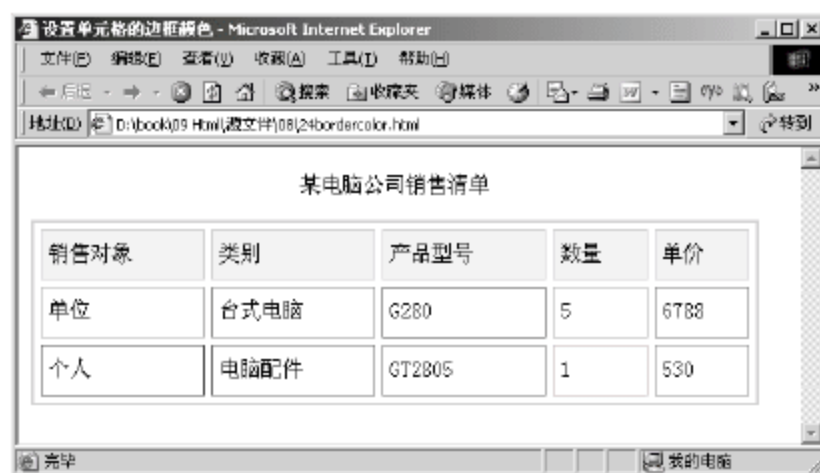 设置单元格的边框颜色 - Microsoft Internet Explorer
文件(F) 编辑(E) 查看(V) 收藏(A) 工具(T) 帮助(H)
后退 搜索 收藏夹 媒体
地址(D) D:\book\09 Html\源文件\08\24bordercolor.html 转到
某电脑公司销售清单
销售对象 类别 产品型号 数量 单价
单位 台式电脑 G280 5 6788
个人 电脑配件 GT2805 1 530
完毕 我的电脑